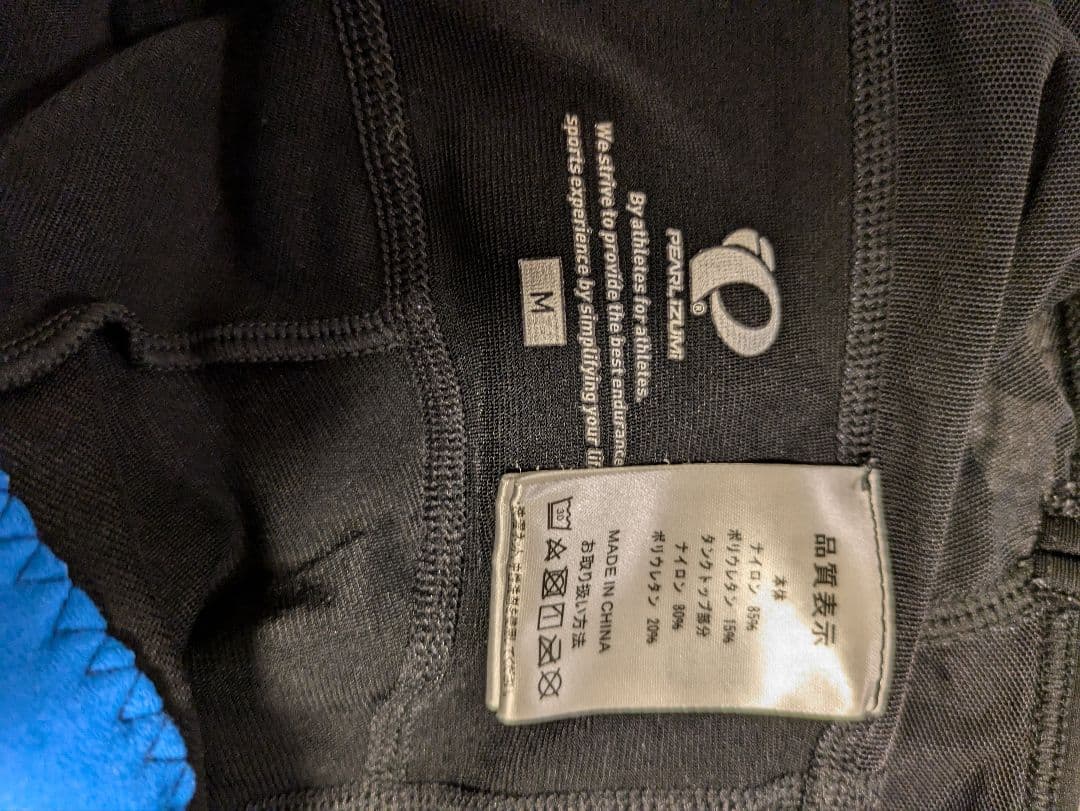 PEARL iZUMi®
By athletes for athletes.
We strive to provide the best endurance
sports experience by simplifying your
M
品質表示
本体
ナイロン 85%
ポリウレタン 15%
タンクトップ部分
ナイロン 80%
ポリウレタン 20%
MADE IN CHINA
お取り扱い方法
30